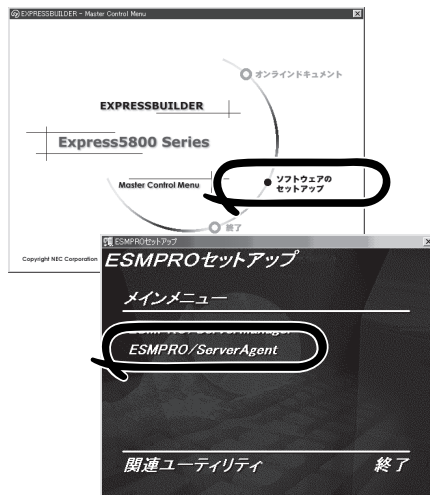 EXPRESSBUILDER - Master Control Menu
オンラインドキュメント
EXPRESSBUILDER
Express5800 Series
ソフトウェアの
セットアップ
Master Control Menu
終了
Copyright NEC Corporation
ESMPROセットアップ
ESMPROセットアップ
メインメニュー
ESMPRO/ServerManager
ESMPRO/ServerAgent
関連ユーティリティ
終了